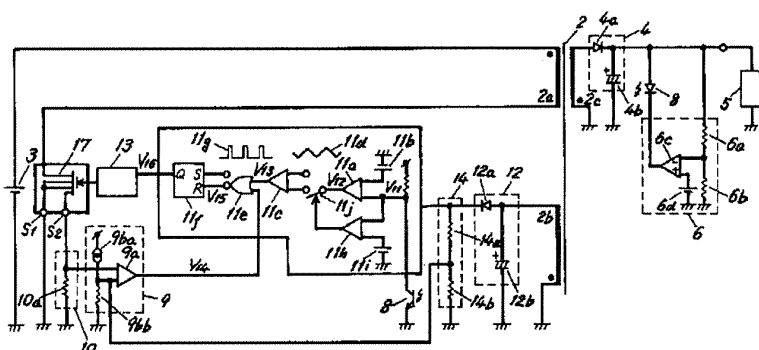 2
4a
4
11g
11d
11b
2a
2c
4b
8
5
3
17
13
V16
Q
S
R
V13
V12
11a
V11
14
12a
12
6c
6a
V15
11f
11e
11c
11j
2b
6d
6b
S1
S2
9ba
9a
11h
14a
6
V14
11i
10a
9bb
9
8
14b
12b
10